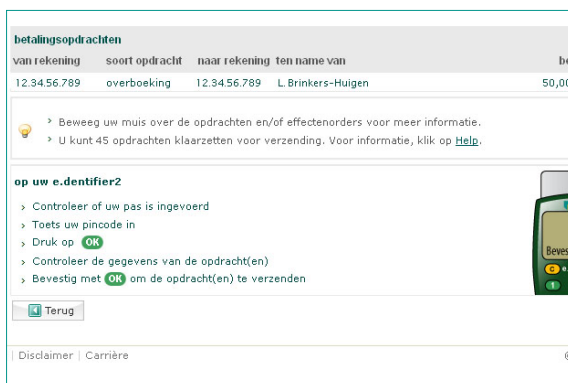 betalingsopdrachten
van rekening soort opdracht naar rekening ten name van be
12.34.56.789 overboeking 12.34.56.789 L. Brinkers-Huigen 50,00
Beweeg uw muis over de opdrachten en/of effectenorders voor meer informatie.
U kunt 45 opdrachten klaarzetten voor verzending. Voor informatie, klik op Help.
op uw e.dentifier2
Controleer of uw pas is ingevoerd
Toets uw pincode in
Druk op OK
Controleer de gegevens van de opdracht(en)
Bevestig met OK om de opdracht(en) te verzenden
Beves
C e.
1
Terug
| Disclaimer | Carrière